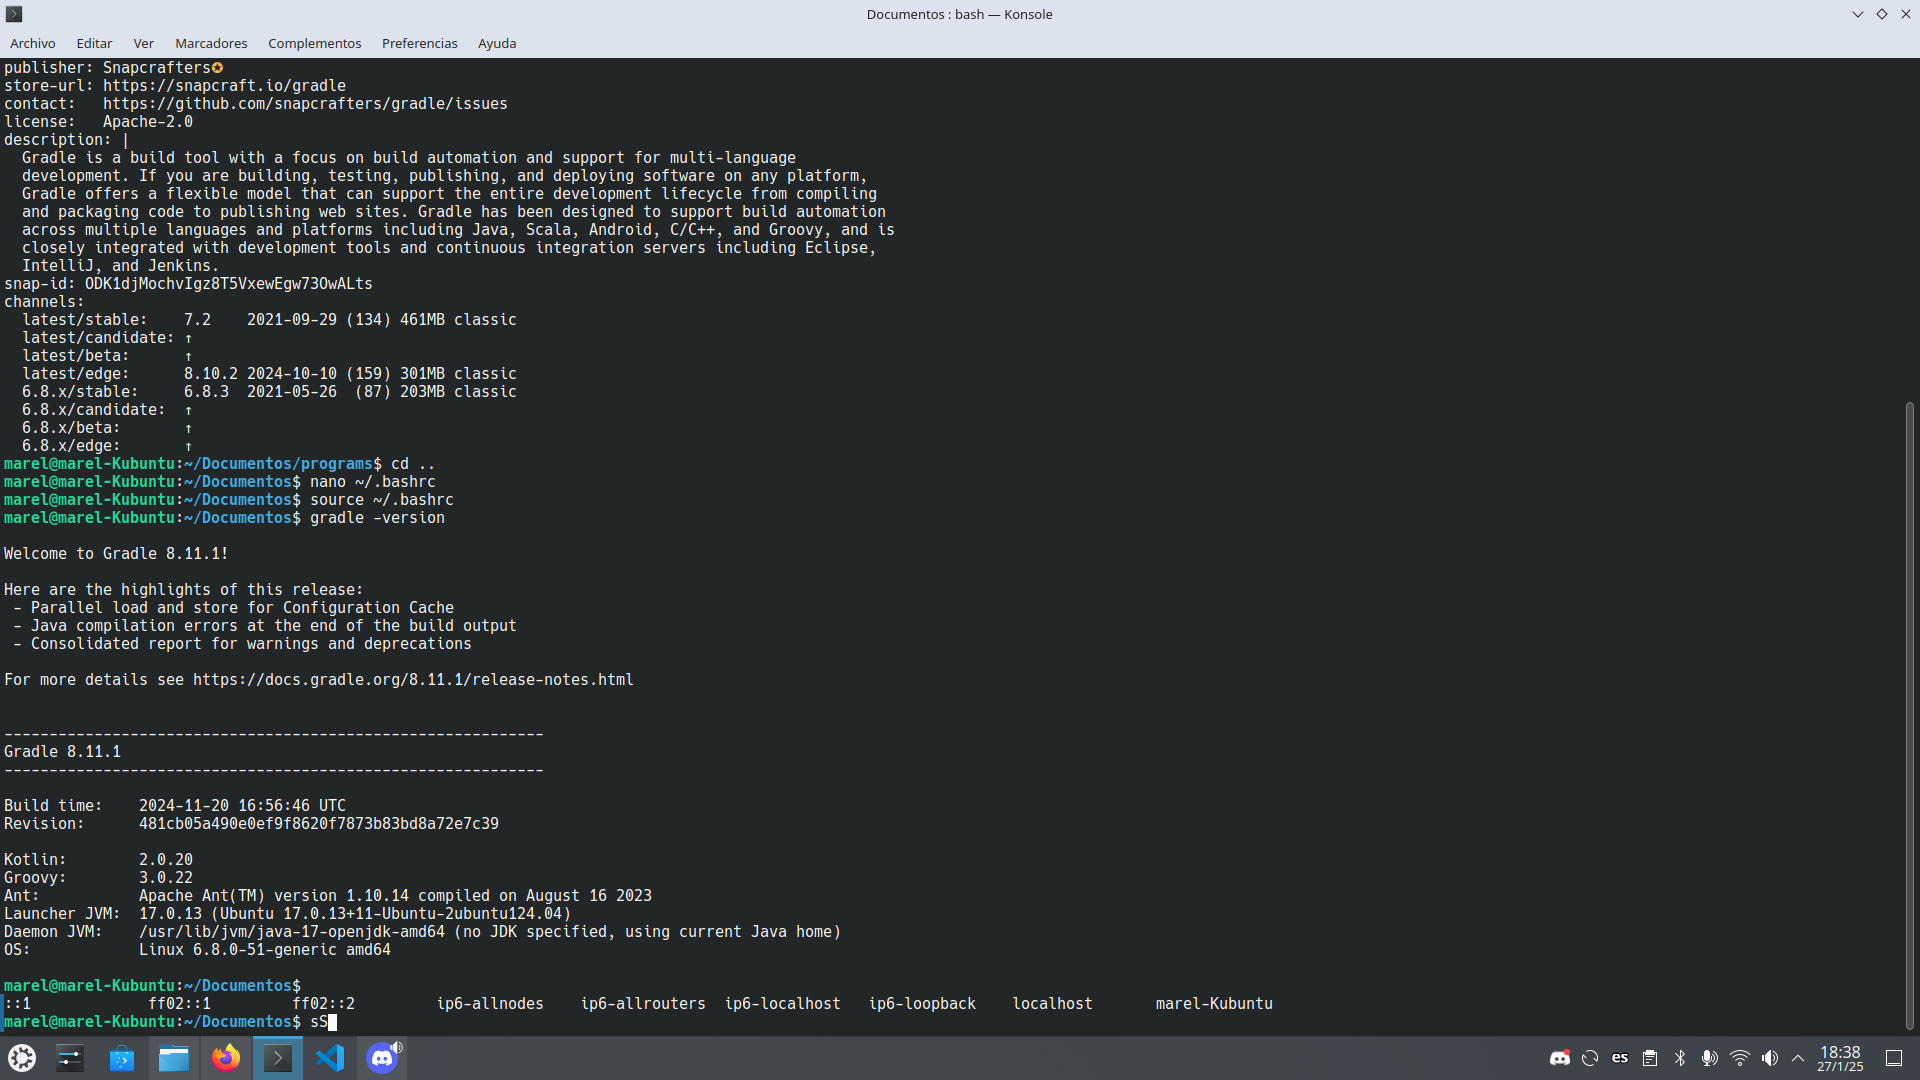 Documentos : bash — Konsole
Archivo Editar Ver Marcadores Complementos Preferencias Ayuda
publisher: Snapcrafters✪
store-url: https://snapcraft.io/gradle
contact:   https://github.com/snapcrafters/gradle/issues
license:   Apache-2.0
description: |
  Gradle is a build tool with a focus on build automation and support for multi-language
  development. If you are building, testing, publishing, and deploying software on any platform,
  Gradle offers a flexible model that can support the entire development lifecycle from compiling
  and packaging code to publishing web sites. Gradle has been designed to support build automation
  across multiple languages and platforms including Java, Scala, Android, C/C++, and Groovy, and is
  closely integrated with development tools and continuous integration servers including Eclipse,
  IntelliJ, and Jenkins.
snap-id: ODK1djMochvIgz8T5VxewEgw73OwALts
channels:
  latest/stable:    7.2    2021-09-29 (134) 461MB classic
  latest/candidate: ↑
  latest/beta:      ↑
  latest/edge:      8.10.2 2024-10-10 (159) 301MB classic
  6.8.x/stable:     6.8.3  2021-05-26  (87) 203MB classic
  6.8.x/candidate:  ↑
  6.8.x/beta:       ↑
  6.8.x/edge:       ↑
marel@marel-Kubuntu:~/Documentos/programs$ cd ..
marel@marel-Kubuntu:~/Documentos$ nano ~/.bashrc
marel@marel-Kubuntu:~/Documentos$ source ~/.bashrc
marel@marel-Kubuntu:~/Documentos$ gradle -version
Welcome to Gradle 8.11.1!
Here are the highlights of this release:
 - Parallel load and store for Configuration Cache
 - Java compilation errors at the end of the build output
 - Consolidated report for warnings and deprecations
For more details see https://docs.gradle.org/8.11.1/release-notes.html
------------------------------------------------------------
Gradle 8.11.1
------------------------------------------------------------
Build time:    2024-11-20 16:56:46 UTC
Revision:      481cb05a490e0ef9f8620f7873b83bd8a72e7c39
Kotlin:        2.0.20
Groovy:        3.0.22
Ant:           Apache Ant(TM) version 1.10.14 compiled on August 16 2023
Launcher JVM:  17.0.13 (Ubuntu 17.0.13+11-Ubuntu-2ubuntu124.04)
Daemon JVM:    /usr/lib/jvm/java-17-openjdk-amd64 (no JDK specified, using current Java home)
OS:            Linux 6.8.0-51-generic amd64
marel@marel-Kubuntu:~/Documentos$
::1             ff02::1         ff02::2         ip6-allnodes    ip6-allrouters  ip6-localhost   ip6-loopback    localhost       marel-Kubuntu
marel@marel-Kubuntu:~/Documentos$ sS
es
18:38
27/1/25